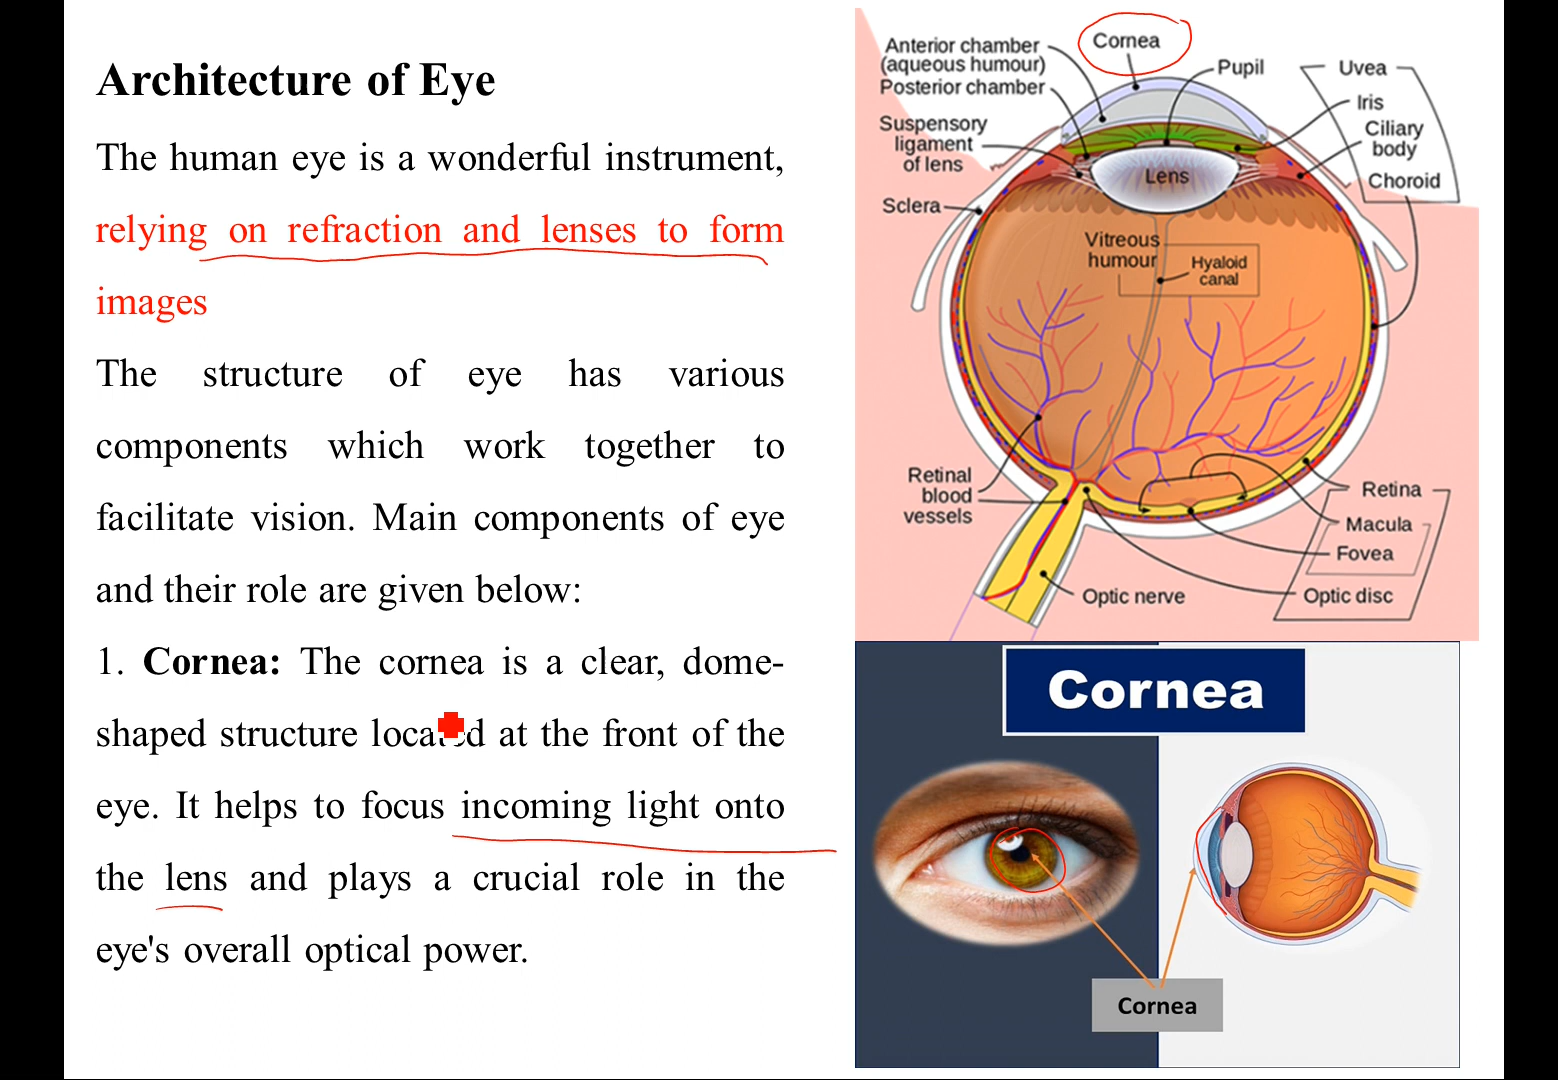 Architecture of Eye
The human eye is a wonderful instrument,
relying on refraction and lenses to form
images
The structure of eye has various
components which work together to
facilitate vision. Main components of eye
and their role are given below:
1. Cornea: The cornea is a clear, dome-
shaped structure located at the front of the
eye. It helps to focus incoming light onto
the lens and plays a crucial role in the
eye's overall optical power.
Cornea
Anterior chamber
(aqueous humour)
Posterior chamber
Pupil
Uvea
Iris
Suspensory
ligament
of lens
Ciliary
body
Choroid
Lens
Sclera
Vitreous
humour
Hyaloid
canal
Retinal
blood
vessels
Retina
Macula
Fovea
Optic nerve
Optic disc
Cornea
Cornea